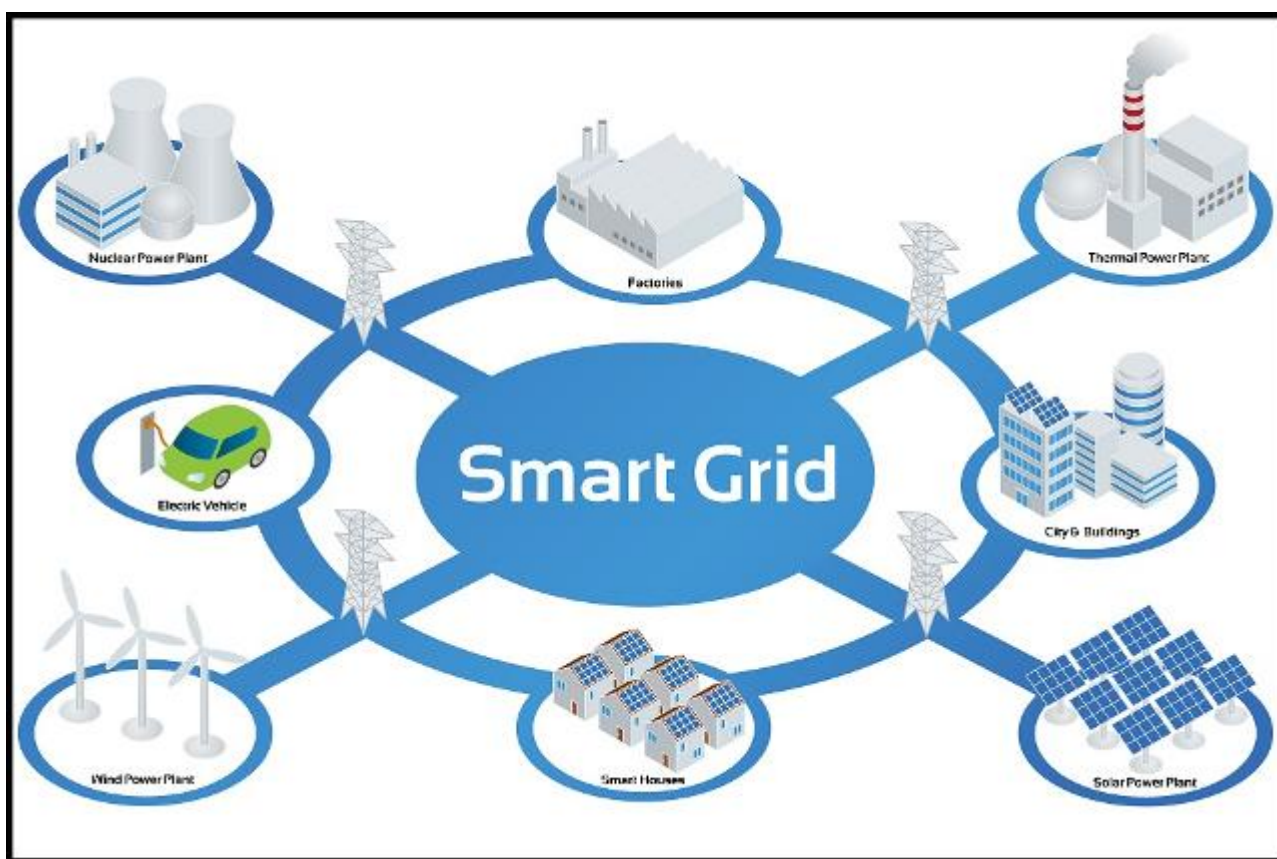 Nuclear Power Plant
Factories
Thermal Power Plant
Smart Grid
Electric Vehicle
City & Buildings
Wind Power Plant
Smart Houses
Solar Power Plant